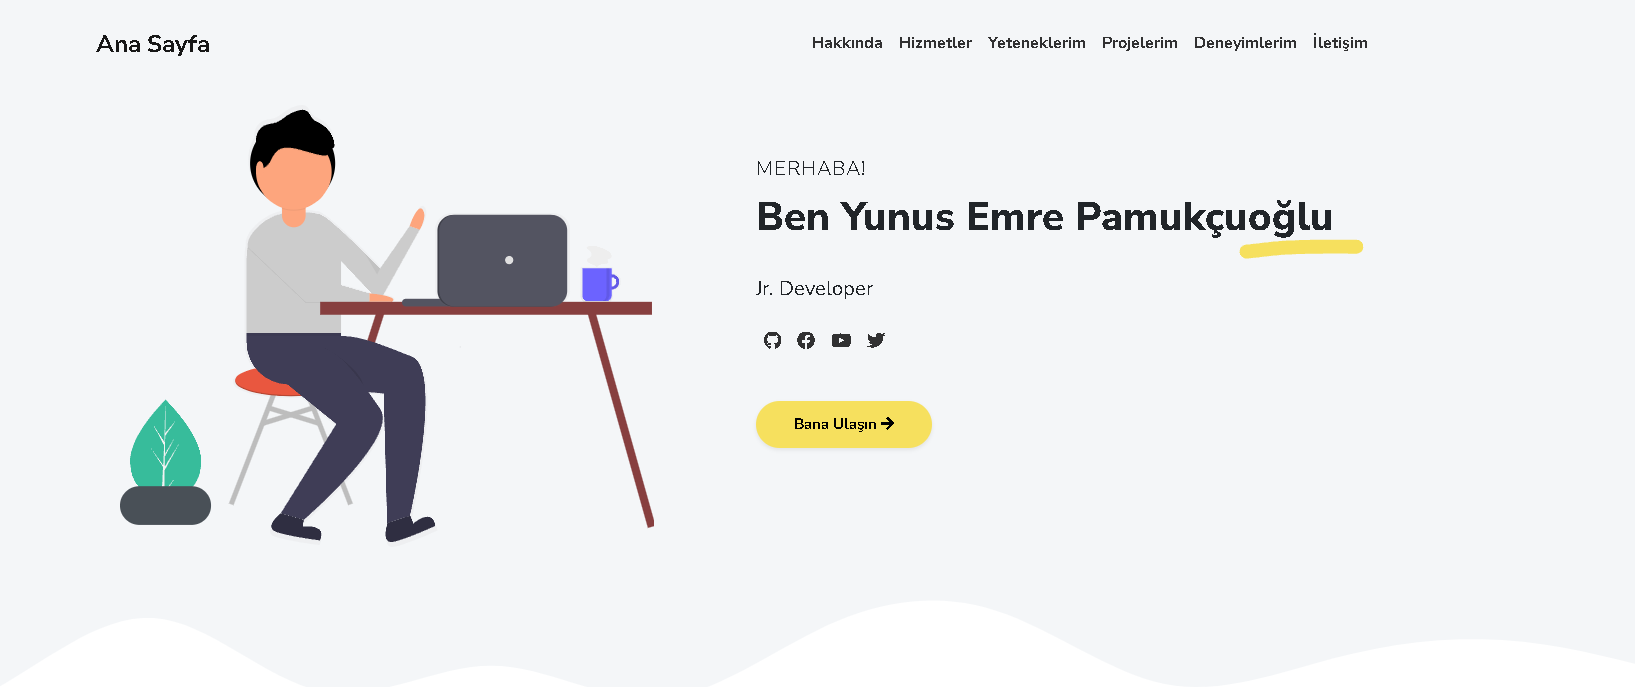 Ana Sayfa
Hakkında Hizmetler Yeteneklerim Projelerim Deneyimlerim İletişim
MERHABA!
Ben Yunus Emre Pamukçuoğlu
Jr. Developer
Bana Ulaşın